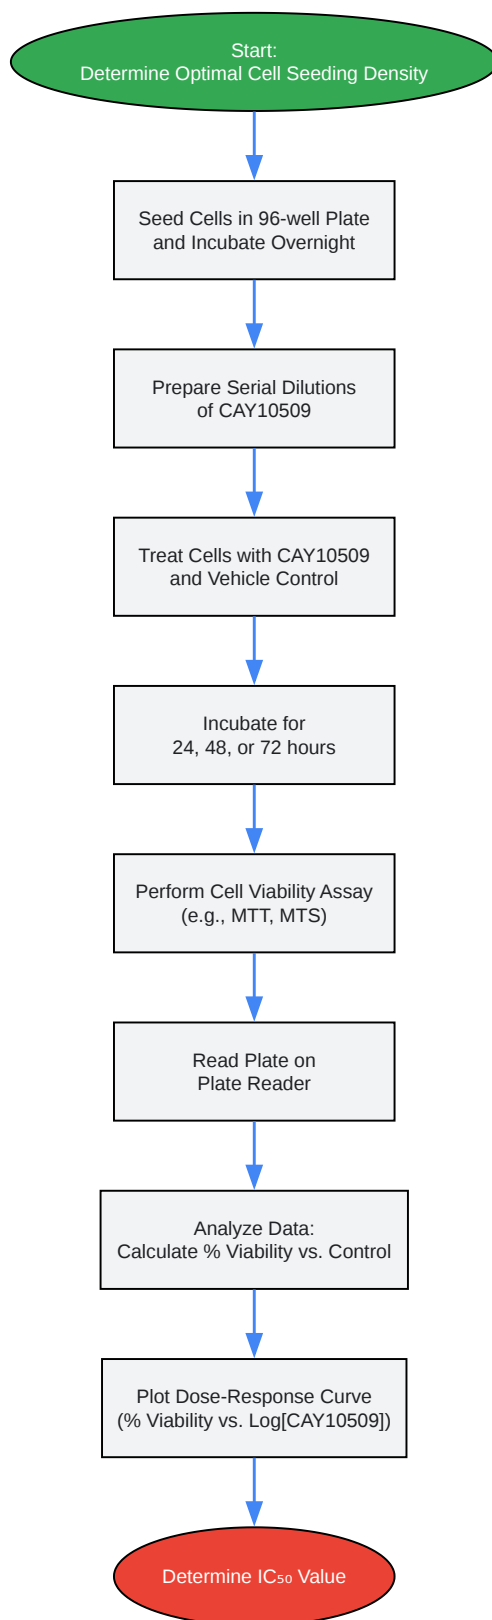 Start:
Determine Optimal Cell Seeding Density
Seed Cells in 96-well Plate
and Incubate Overnight
Prepare Serial Dilutions
of CAY10509
Treat Cells with CAY10509
and Vehicle Control
Incubate for
24, 48, or 72 hours
Perform Cell Viability Assay
(e.g., MTT, MTS)
Read Plate on
Plate Reader
Analyze Data:
Calculate % Viability vs. Control
Plot Dose-Response Curve
(% Viability vs. Log[CAY10509])
Determine IC₅₀ Value